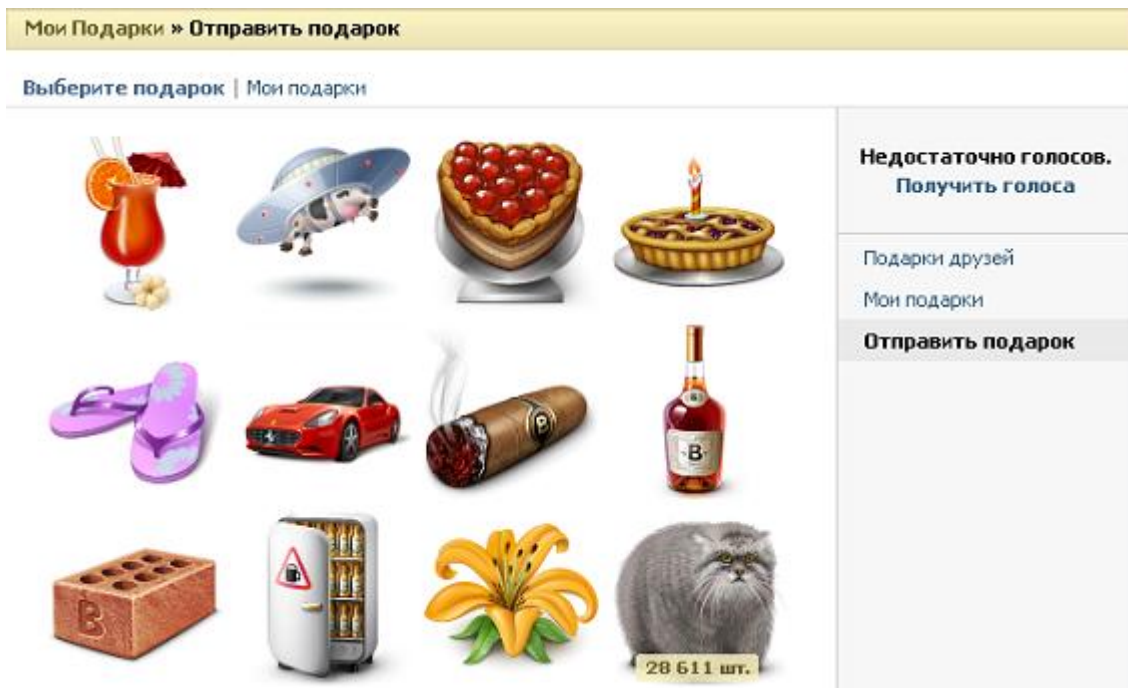 Мои Подарки » Отправить подарок
Выберите подарок | Мои подарки
Недостаточно голосов.
Получить голоса
Подарки друзей
Мои подарки
Отправить подарок
В
В
В
28 611 шт.